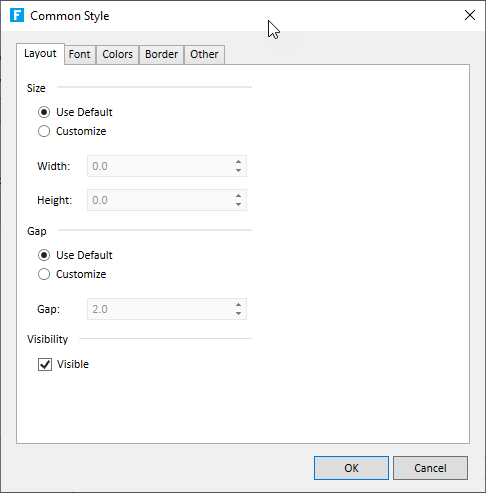 F Common Style
Layout Font Colors Border Other
Size
Use Default
Customize
Width: 0.0
Height: 0.0
Gap
Use Default
Customize
Gap: 2.0
Visibility
Visible
OK Cancel